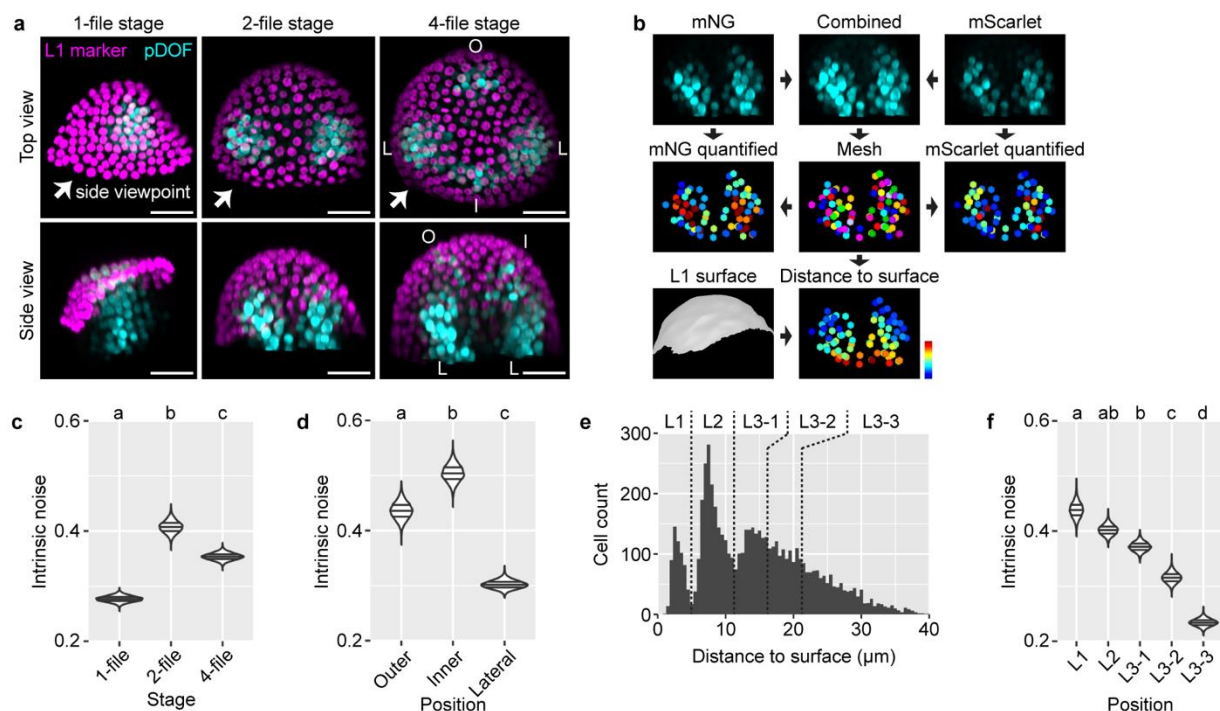 a
1-file stage
2-file stage
4-file stage
L1 marker
pDOF
Top view
side viewpoint
O
L
L
I
Side view
O
I
L
L
b
mNG
Combined
mScarlet
mNG quantified
Mesh
mScarlet quantified
L1 surface
Distance to surface
c
a
b
c
0.6
0.4
0.2
Intrinsic noise
1-file
2-file
4-file
Stage
d
a
b
c
0.6
0.4
0.2
Intrinsic noise
Outer
Inner
Lateral
Position
e
L1
L2
L3-1
L3-2
L3-3
300
200
100
0
Cell count
0
10
20
30
40
Distance to surface (µm)
f
a
ab
b
c
d
0.6
0.4
0.2
Intrinsic noise
L1
L2
L3-1
L3-2
L3-3
Position